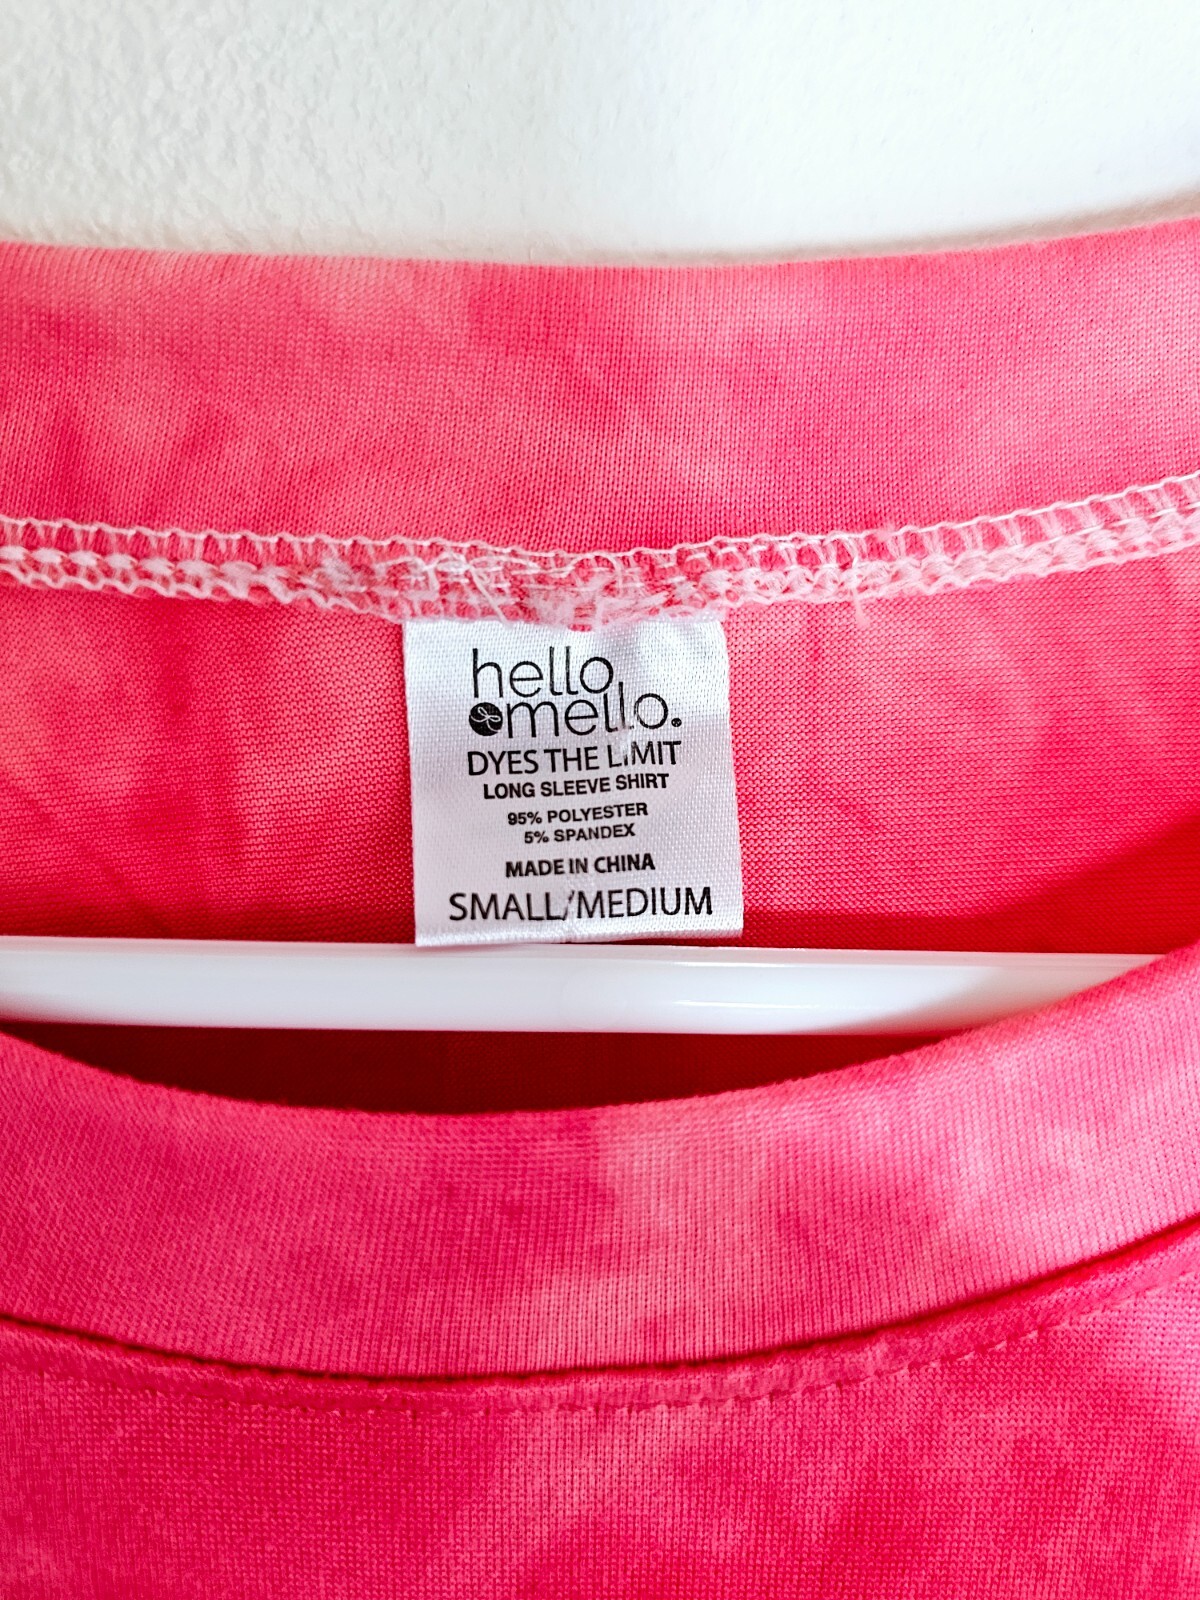 hello
mello®
DYES THE LIMIT
LONG SLEEVE SHIRT
95% POLYESTER
5% SPANDEX
MADE IN CHINA
SMALL/MEDIUM